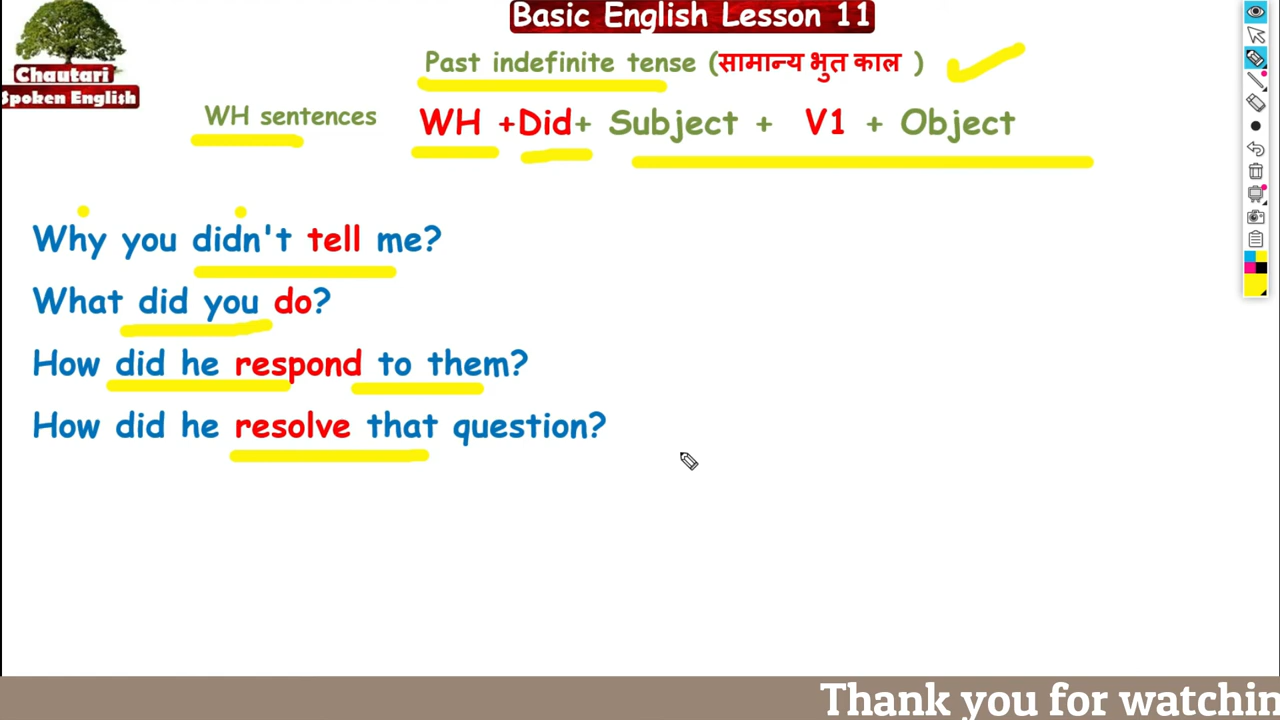 Basic English Lesson 11
Chautari
Spoken English
Past indefinite tense (सामान्य भुत काल )
WH sentences WH +Did+ Subject + V1 + Object
Why you didn't tell me?
What did you do?
How did he respond to them?
How did he resolve that question?
Thank you for watchin